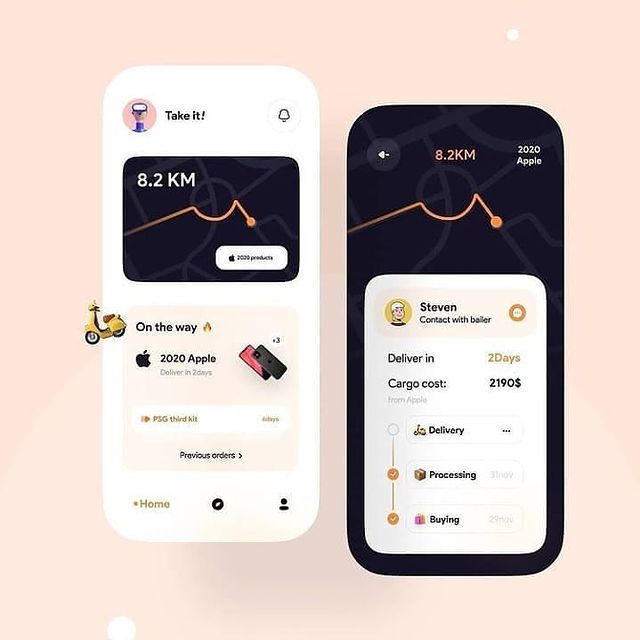 Take it!
8.2 KM
2020 products
On the way
+3
2020 Apple
Deliver in 2days
PSG third kit
6days
Previous orders >
Home
8.2KM
2020
Apple
Steven
Contact with bailer
Deliver in 2Days
Cargo cost: 2190$
from Apple
Delivery ...
Processing 31nov
Buying 29nov